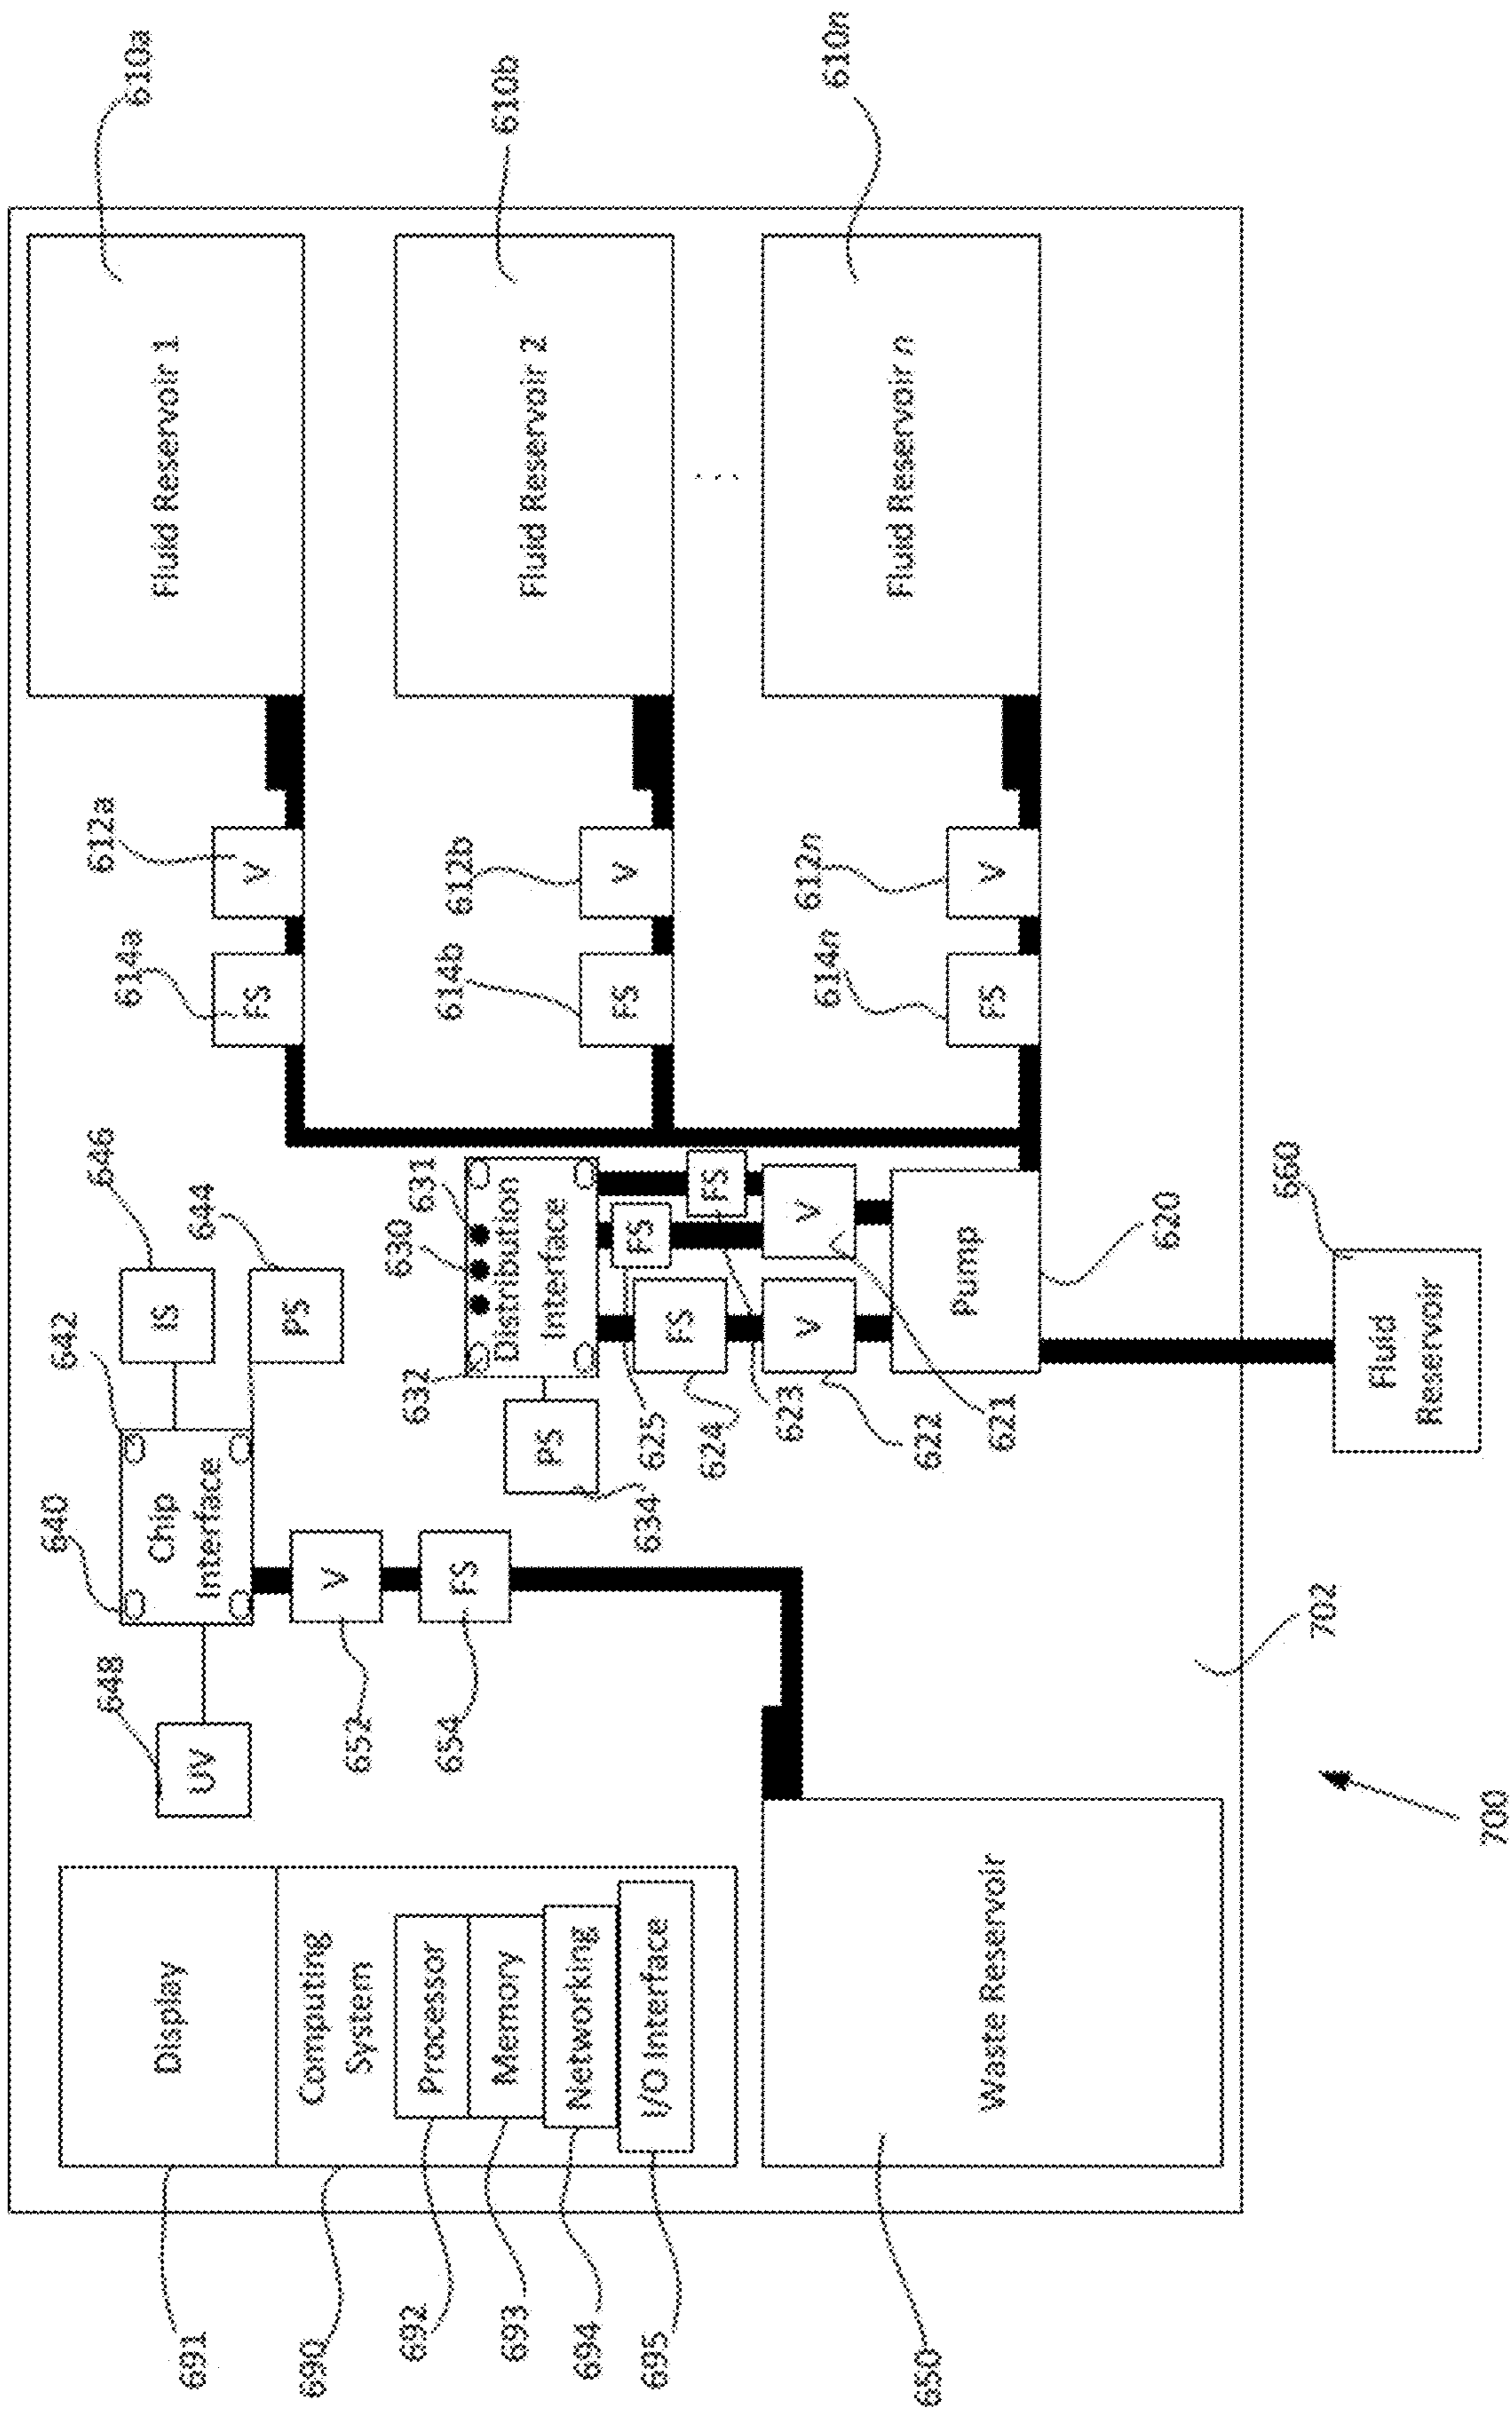 691
Display
690
Computing
System
692
Processor
693
Memory
694
Networking
695
I/O Interface
650
Waste Reservoir
648
UV
640
Chip
Interface
642
646
IS
644
PS
652
V
654
FS
632
630
631
Distribution
Interface
PS
634
625
FS
FS
624
FS
623
V
622
V
621
Pump
620
660
Fluid
Reservoir
614a
FS
612a
V
Fluid Reservoir 1
610a
614b
FS
612b
V
Fluid Reservoir 2
610b
...
614n
FS
612n
V
Fluid Reservoir n
610n
702
700